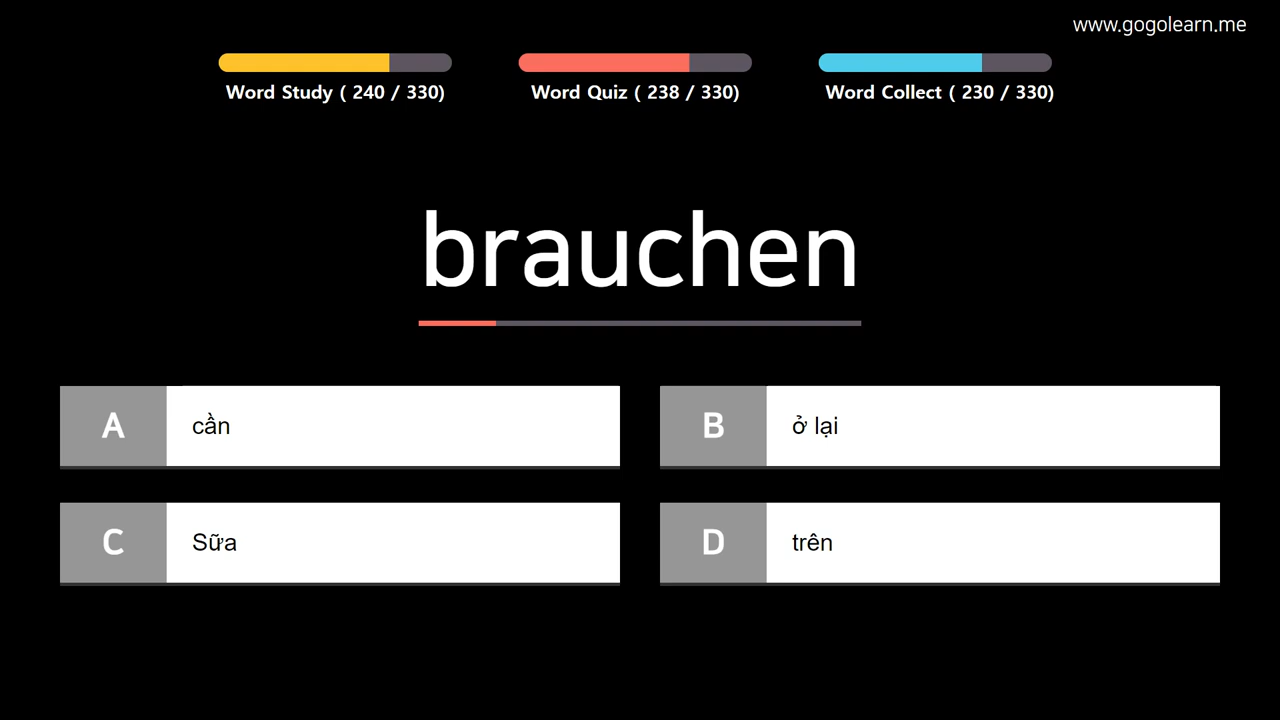 www.gogolearn.me
Word Study ( 240 / 330)
Word Quiz ( 238 / 330)
Word Collect ( 230 / 330)
brauchen
A
cần
B
ở lại
C
Sữa
D
trên